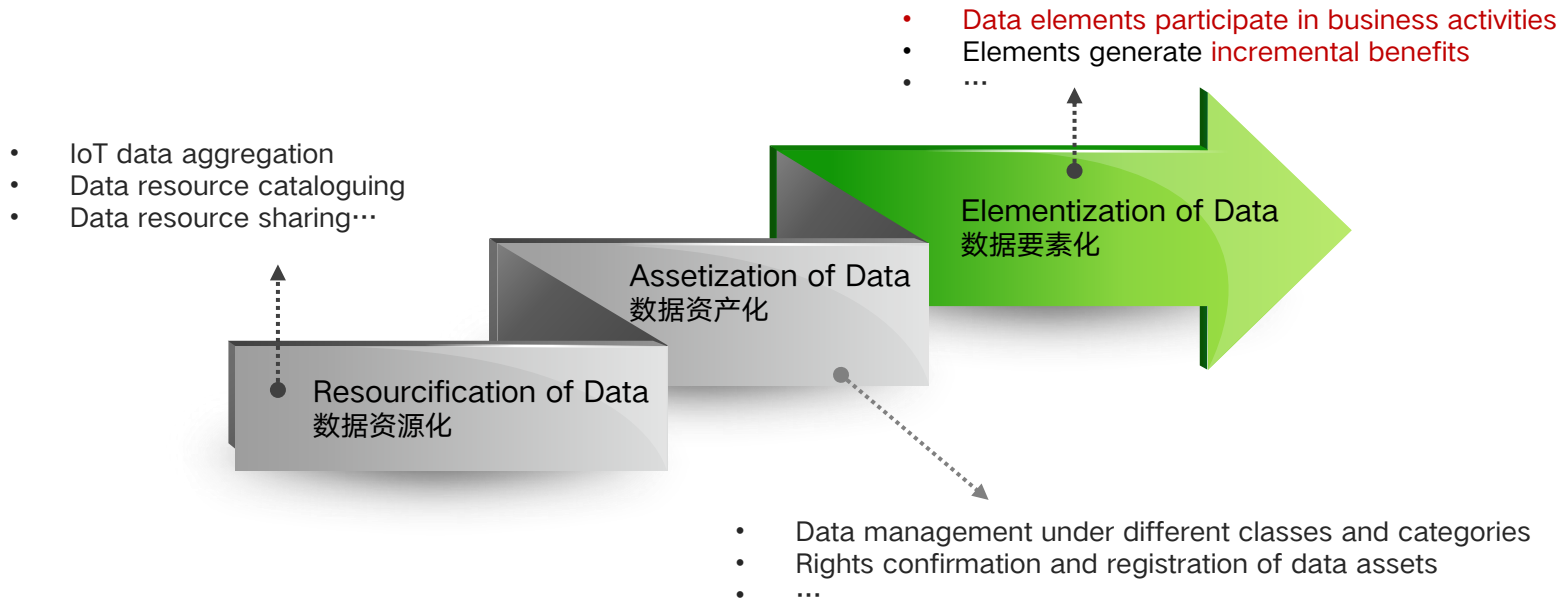 • Data elements participate in business activities
• Elements generate incremental benefits
• …
• IoT data aggregation
• Data resource cataloguing
• Data resource sharing…
Elementization of Data
数据要素化
Assetization of Data
数据资产化
Resourcification of Data
数据资源化
• Data management under different classes and categories
• Rights confirmation and registration of data assets
• …